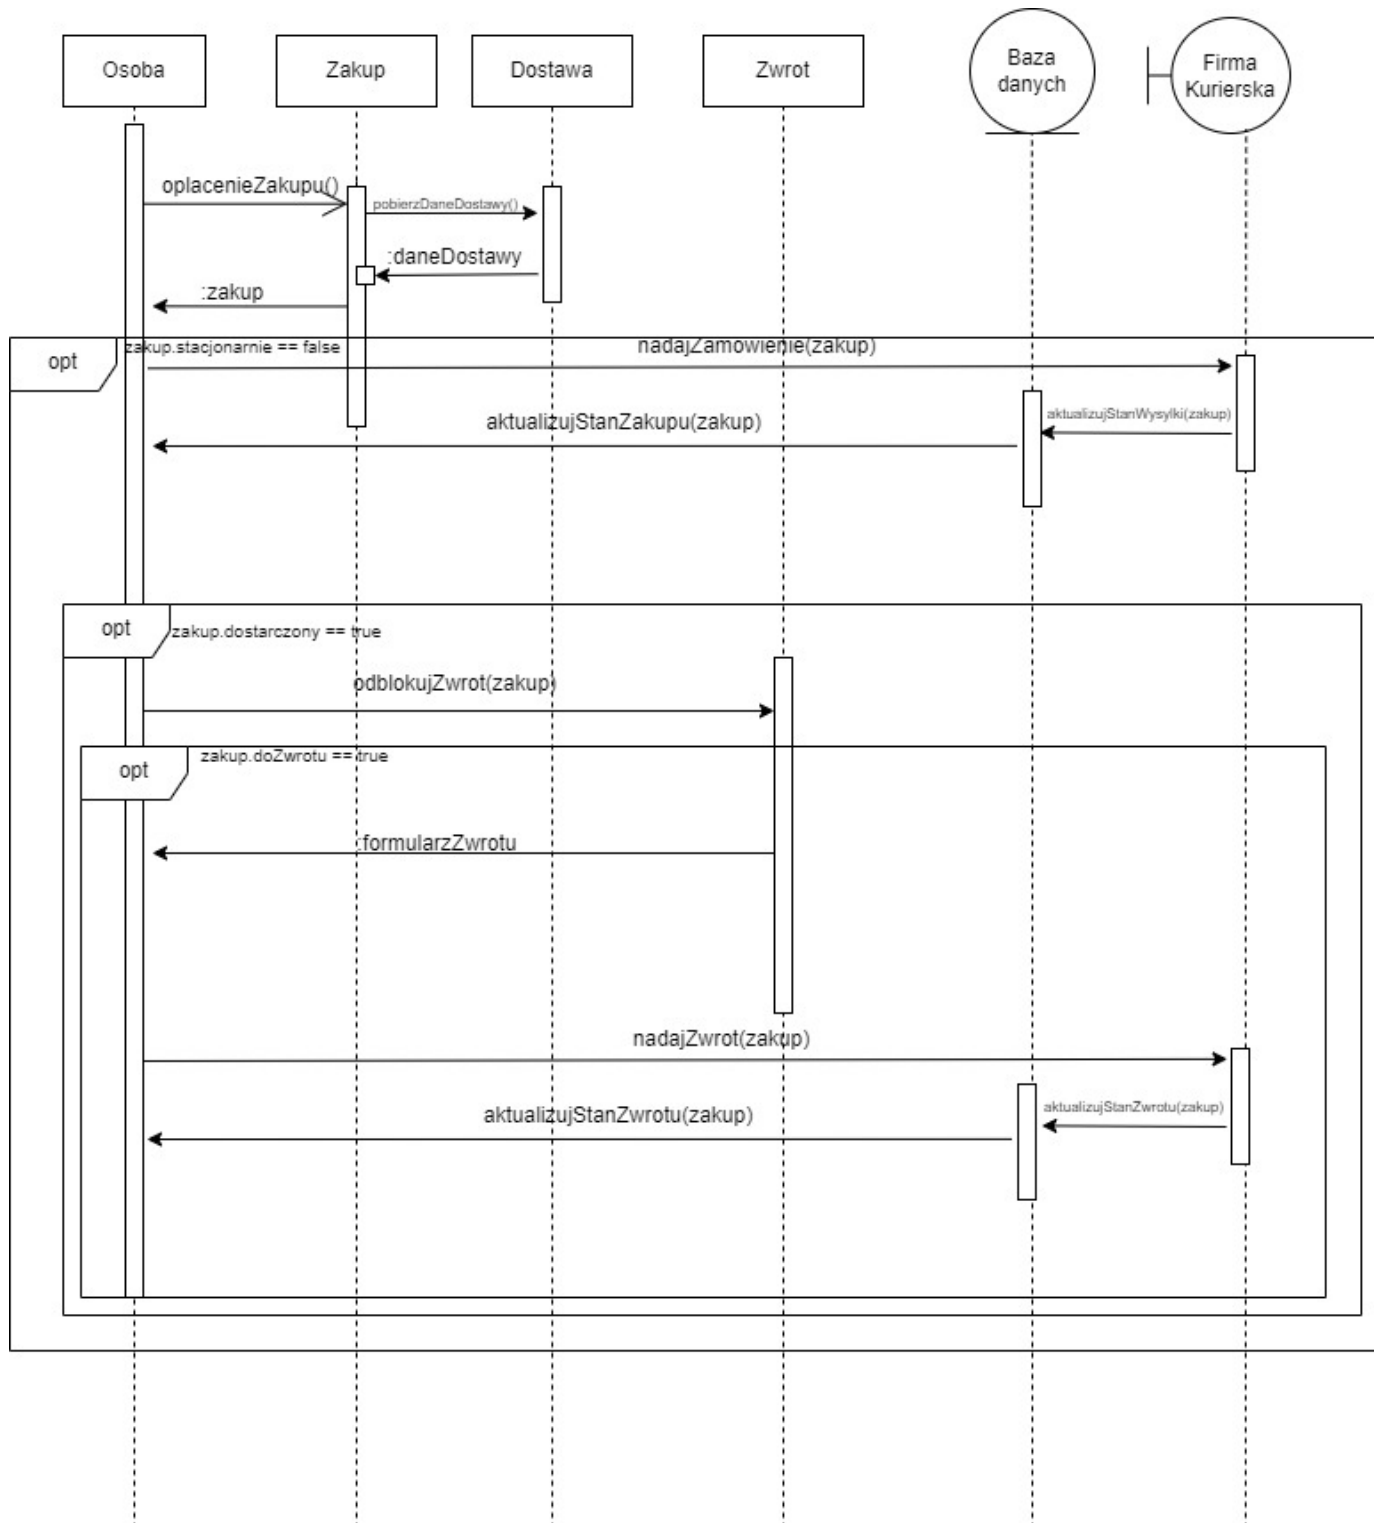 Osoba
Zakup
Dostawa
Zwrot
Baza
danych
Firma
Kurierska
oplacenieZakupu()
pobierzDaneDostawy()
:daneDostawy
:zakup
opt
zakup.stacjonarnie == false
nadajZamowienie(zakup)
aktualizujStanWysylki(zakup)
aktualizujStanZakupu(zakup)
opt
zakup.dostarczony == true
odblokujZwrot(zakup)
opt
zakup.doZwrotu == true
:formularzZwrotu
nadajZwrot(zakup)
aktualizujStanZwrotu(zakup)
aktualizujStanZwrotu(zakup)